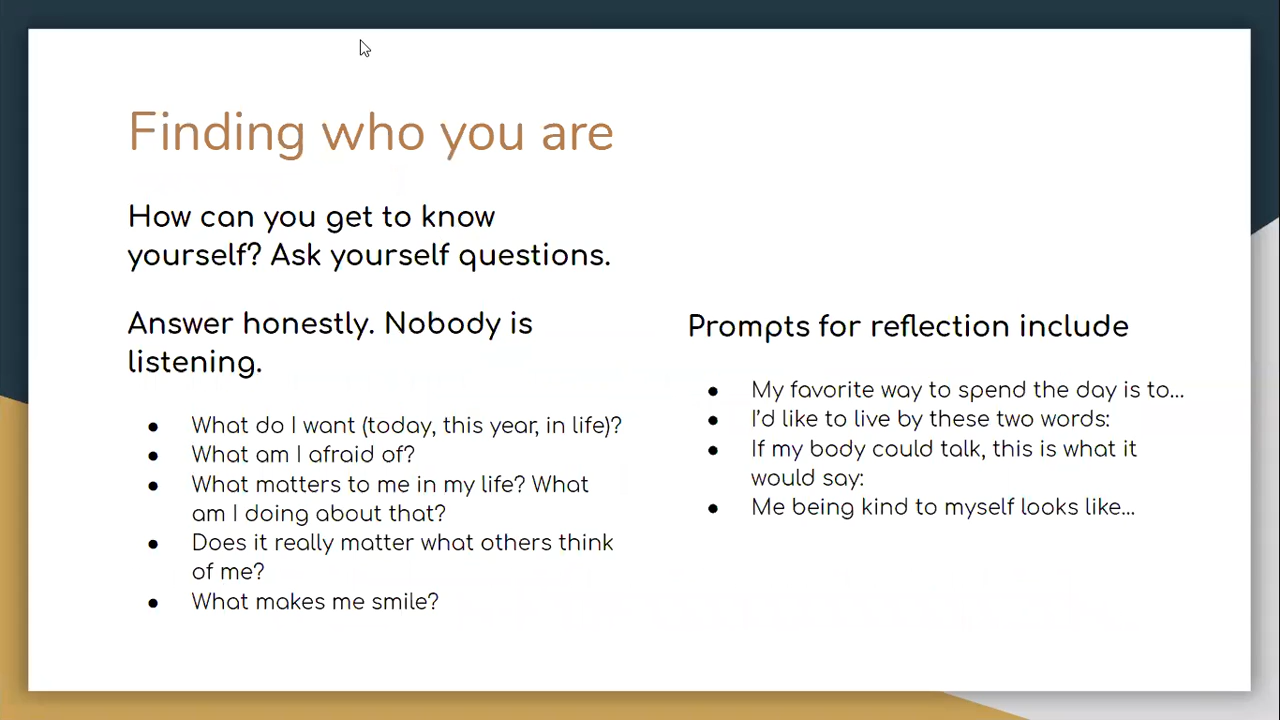 Finding who you are
How can you get to know
yourself? Ask yourself questions.
Answer honestly. Nobody is
listening.
● What do I want (today, this year, in life)?
● What am I afraid of?
● What matters to me in my life? What
am I doing about that?
● Does it really matter what others think
of me?
● What makes me smile?
Prompts for reflection include
● My favorite way to spend the day is to...
● I'd like to live by these two words:
● If my body could talk, this is what it
would say:
● Me being kind to myself looks like...